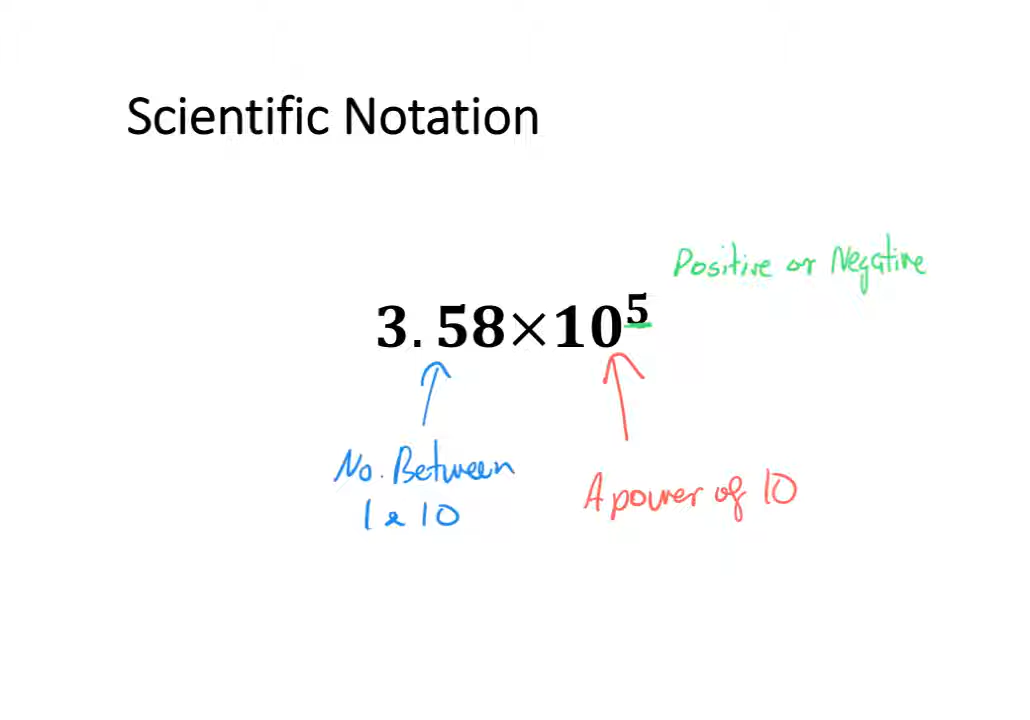 Scientific Notation
Positive or Negative
3.58×10⁵
No. Between
1 & 10
A power of 10